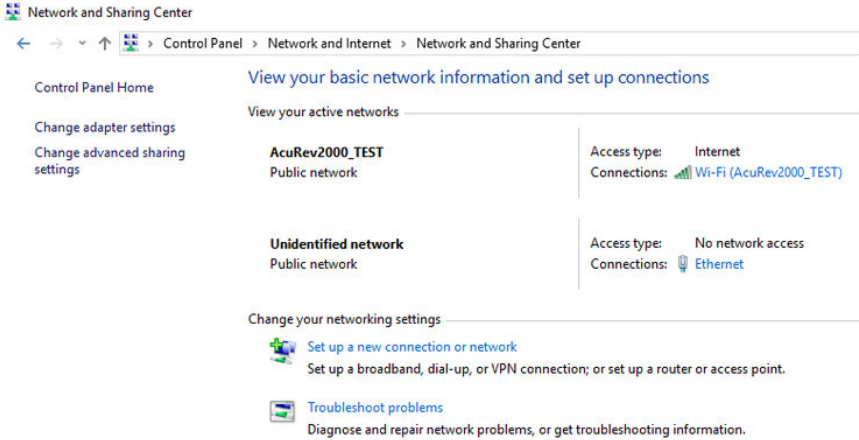 Network and Sharing Center
Control Panel > Network and Internet > Network and Sharing Center
Control Panel Home
Change adapter settings
Change advanced sharing
settings
View your basic network information and set up connections
View your active networks
AcuRev2000_TEST
Public network
Access type: Internet
Connections: Wi-Fi (AcuRev2000_TEST)
Unidentified network
Public network
Access type: No network access
Connections: Ethernet
Change your networking settings
Set up a new connection or network
Set up a broadband, dial-up, or VPN connection; or set up a router or access point.
Troubleshoot problems
Diagnose and repair network problems, or get troubleshooting information.